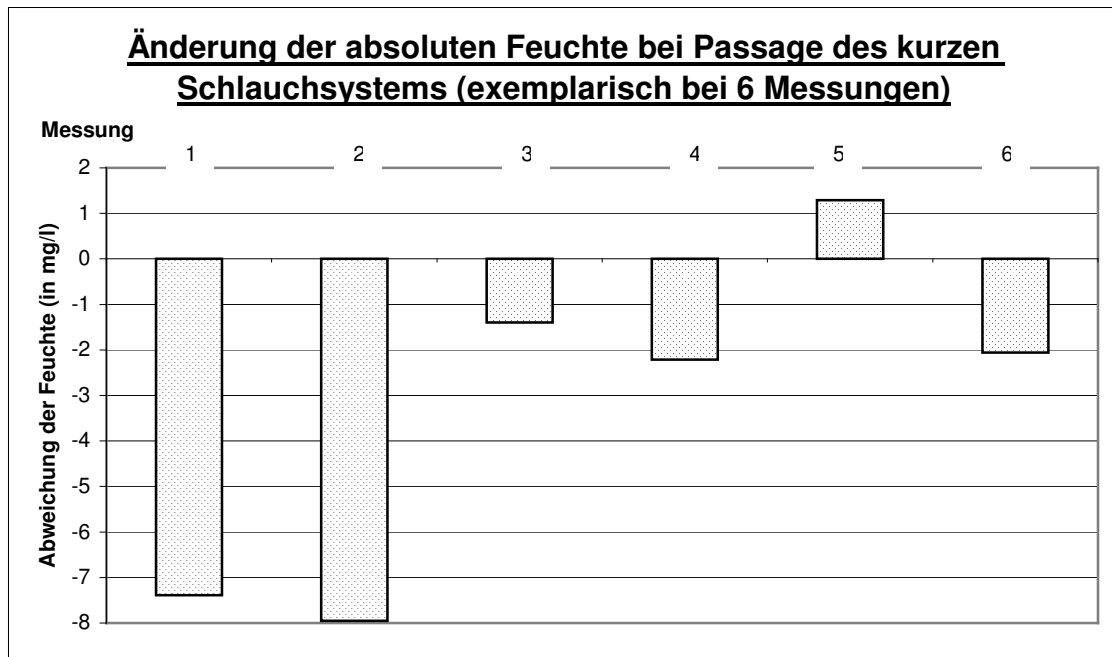 Änderung der absoluten Feuchte bei Passage des kurzen
Schlauchsystems (exemplarisch bei 6 Messungen)
Messung
1 2 3 4 5 6
2
1
0
-1
-2
-3
-4
-5
-6
-7
-8
Abweichung der Feuchte (in mg/l)